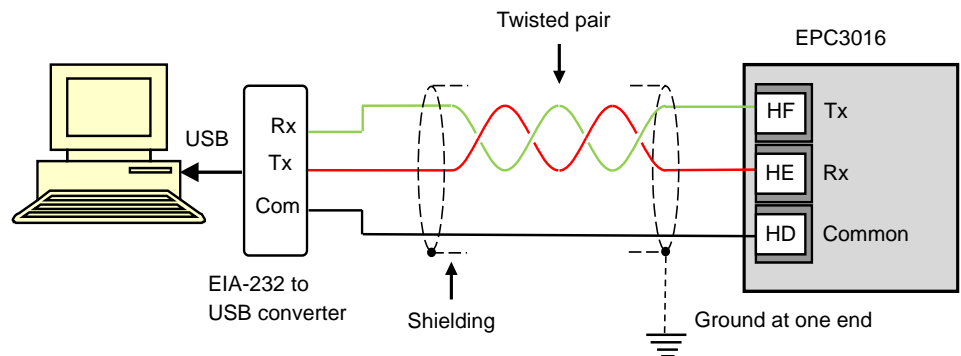 Twisted pair
EPC3016
Rx
HF
Tx
USB
Tx
HE
Rx
Com
HD
Common
EIA-232 to
USB converter
Shielding
Ground at one end